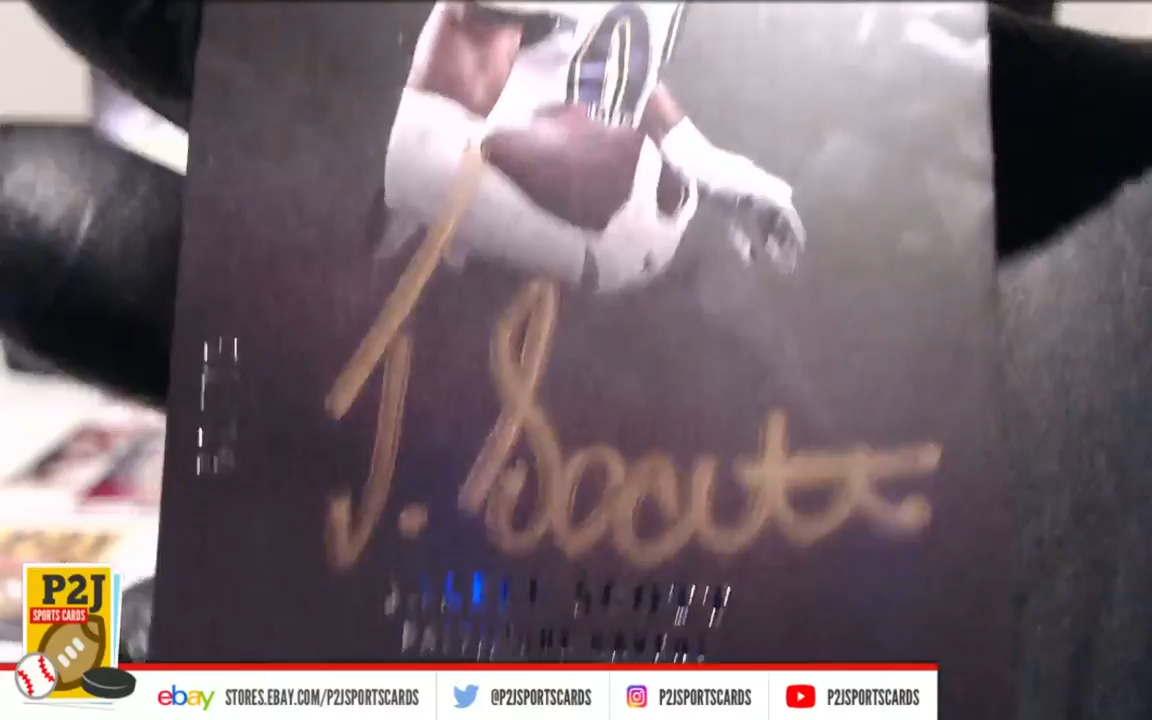 J. Scott
P2J
SPORTS CARDS
ebay STORES.EBAY.COM/P2JSPORTSCARDS
@P2JSPORTSCARDS
P2JSPORTSCARDS
P2JSPORTSCARDS